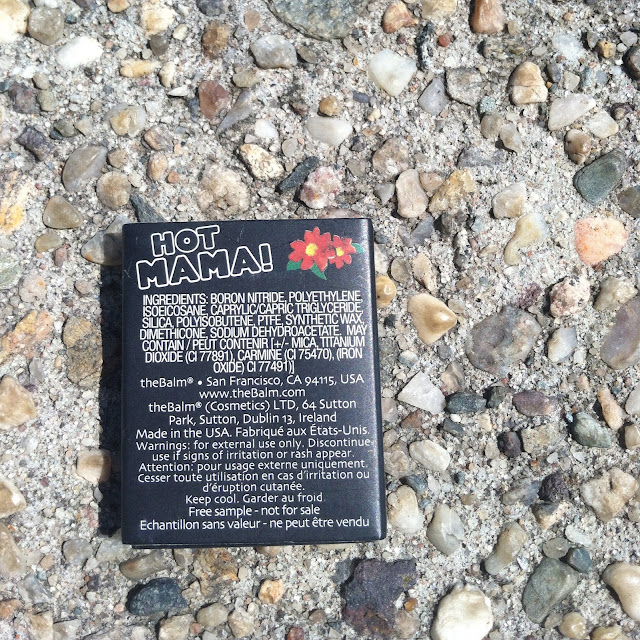 HOT
MAMA!
INGREDIENTS: BORON NITRIDE, POLYETHYLENE,
ISOEICOSANE, CAPRYLIC/CAPRIC TRIGLYCERIDE,
SILICA, POLYISOBUTENE, PTFE, SYNTHETIC WAX,
DIMETHICONE, SODIUM DEHYDROACETATE. MAY
CONTAIN / PEUT CONTENIR [+/- MICA, TITANIUM
DIOXIDE (CI 77891), CARMINE (CI 75470), (IRON
OXIDE) CI 77491)]
theBalm® • San Francisco, CA 94115, USA
www.theBalm.com
theBalm® (Cosmetics) LTD, 64 Sutton
Park, Sutton, Dublin 13, Ireland
Made in the USA. Fabriqué aux États-Unis.
Warnings: for external use only. Discontinue
use if signs of irritation or rash appear.
Attention: pour usage externe uniquement.
Cesser toute utilisation en cas d'irritation ou
d'éruption cutanée.
Keep cool. Garder au froid.
Free sample - not for sale
Echantillon sans valeur - ne peut être vendu